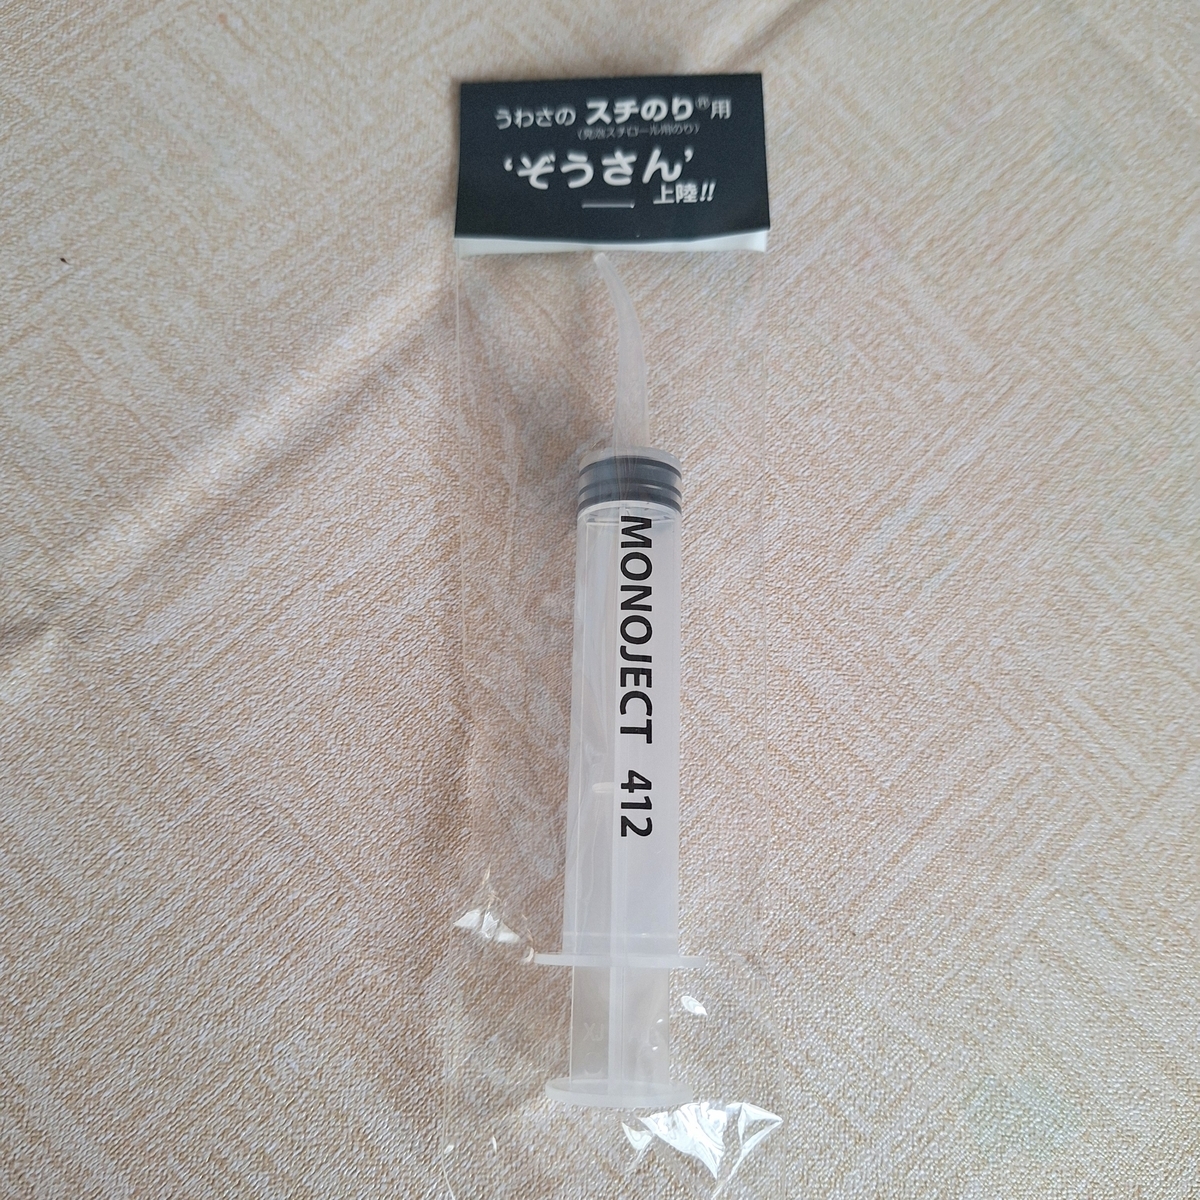 うわさの スチのり®用
(発泡スチロール用のり)
‘ぞうさん’
上陸!!
MONOJECT 412